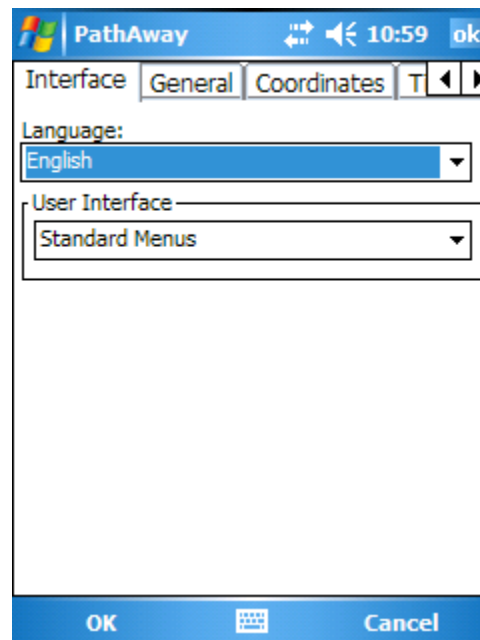 PathAway 10:59 ok
Interface General Coordinates
Language:
English
User Interface
Standard Menus
OK Cancel